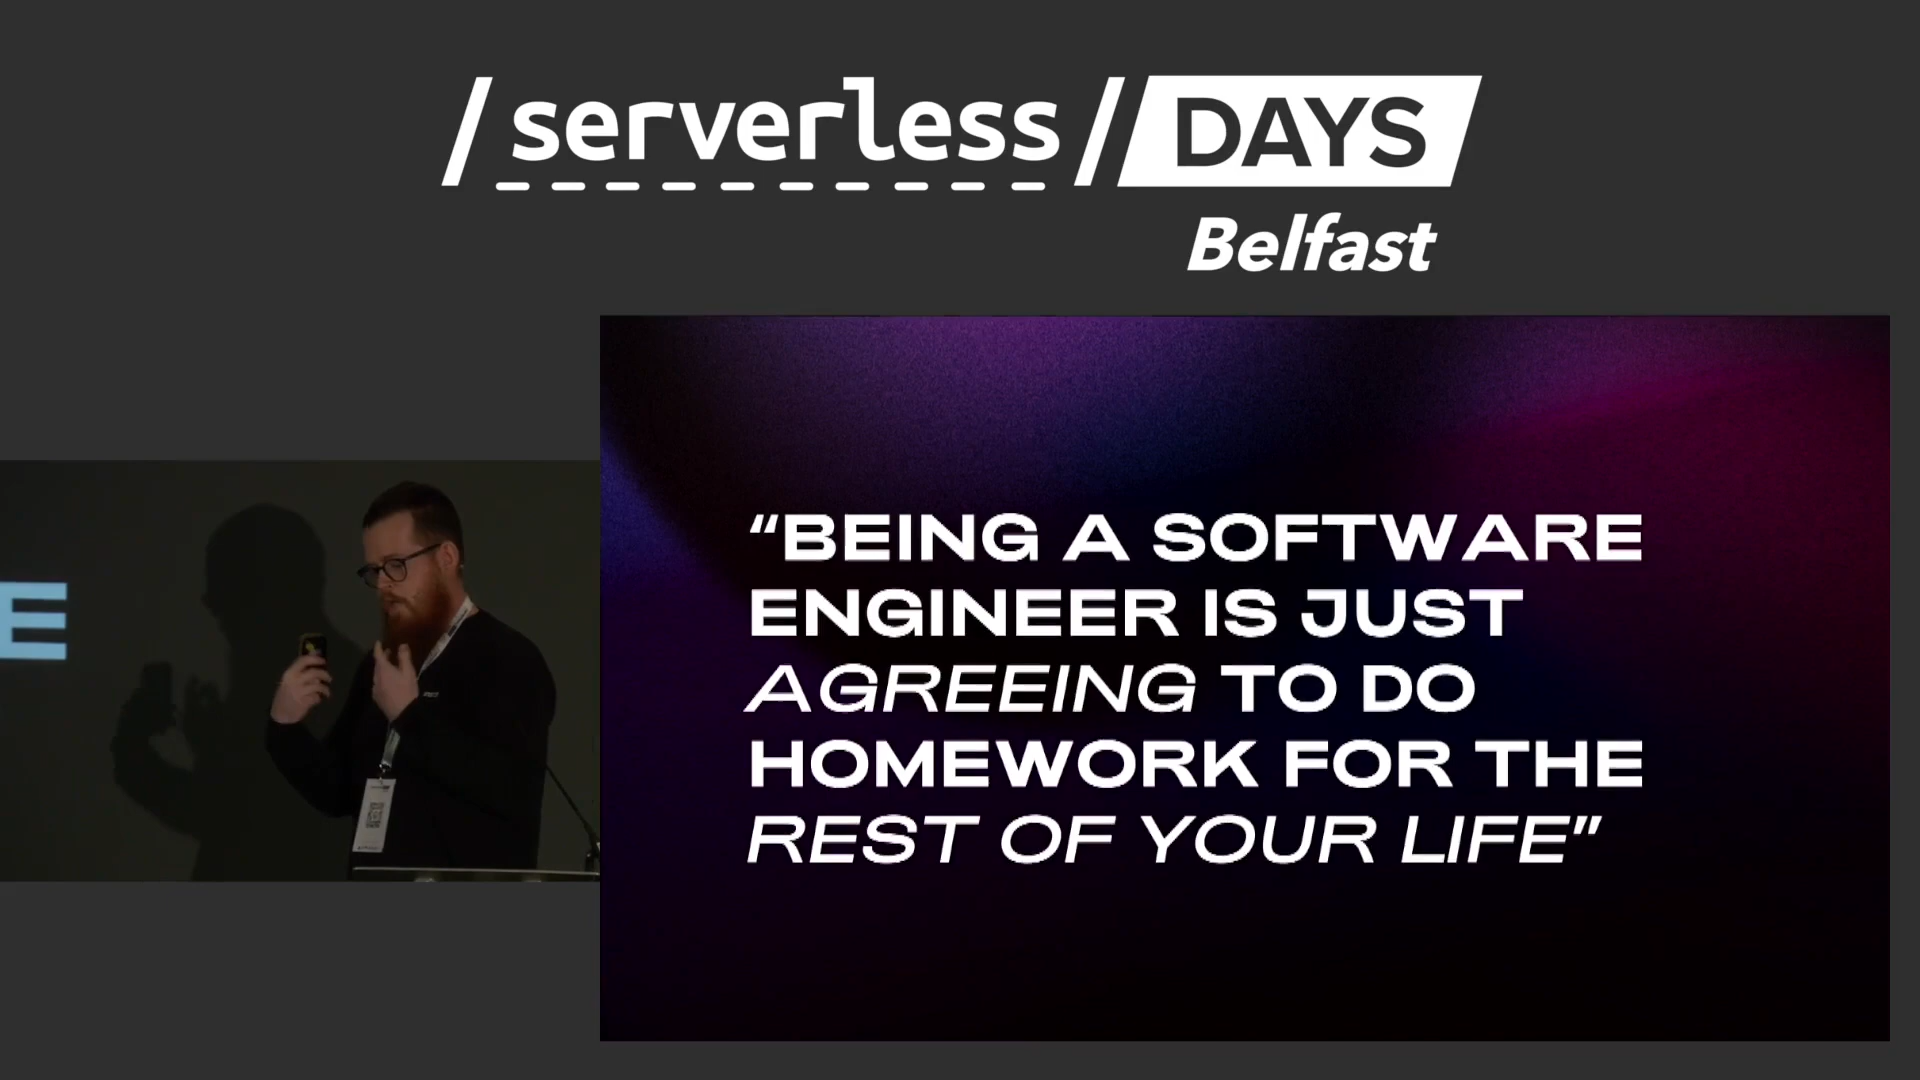 /serverless/DAYS
Belfast
E
“BEING A SOFTWARE
ENGINEER IS JUST
AGREEING TO DO
HOMEWORK FOR THE
REST OF YOUR LIFE”